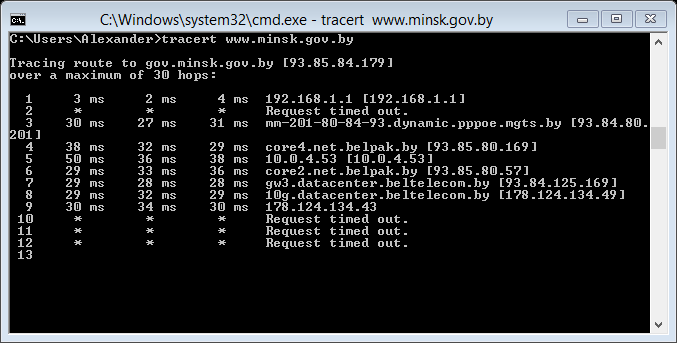 C:\Windows\system32\cmd.exe - tracert  www.minsk.gov.by
C:\Users\Alexander>tracert www.minsk.gov.by
Tracing route to gov.minsk.gov.by [93.85.84.179]
over a maximum of 30 hops:
  1     3 ms     2 ms     4 ms  192.168.1.1 [192.168.1.1]
  2     *        *        *     Request timed out.
  3    30 ms    27 ms    31 ms  mm-201-80-84-93.dynamic.pppoe.mgts.by [93.84.80.
201]
  4    38 ms    32 ms    29 ms  core4.net.belpak.by [93.85.80.169]
  5    50 ms    36 ms    38 ms  10.0.4.53 [10.0.4.53]
  6    29 ms    33 ms    36 ms  core2.net.belpak.by [93.85.80.57]
  7    29 ms    28 ms    28 ms  gw3.datacenter.beltelecom.by [93.84.125.169]
  8    29 ms    32 ms    29 ms  10g.datacenter.beltelecom.by [178.124.134.49]
  9    30 ms    34 ms    30 ms  178.124.134.43
 10     *        *        *     Request timed out.
 11     *        *        *     Request timed out.
 12     *        *        *     Request timed out.
 13